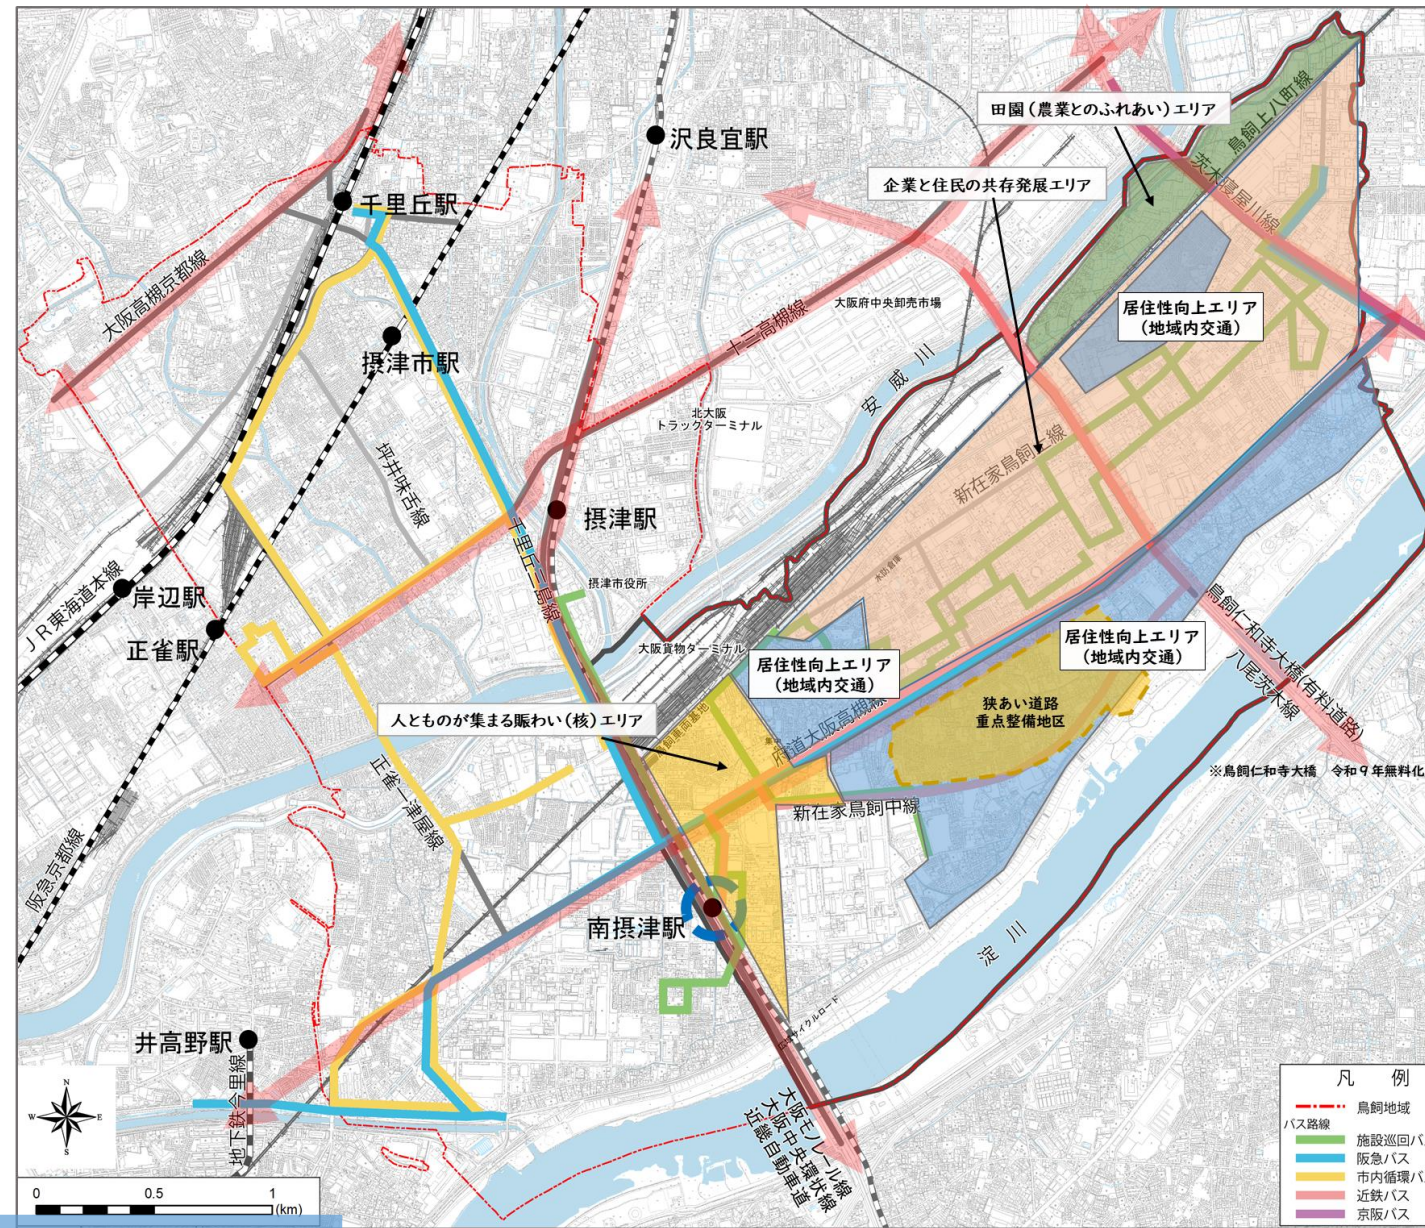 田園(農業とのふれあい)エリア
鳥飼上八町線
沢良宜駅
企業と住民の共存発展エリア
茨木寝屋川線
千里丘駅
大阪高槻京都線
大阪府中央卸売市場
十三高槻線
居住性向上エリア
(地域内交通)
摂津市駅
安威川
北大阪
トラックターミナル
坪井味舌線
新在家鳥飼上線
摂津駅
千里丘三島線
摂津市役所
JR東海道本線
岸辺駅
正雀駅
大阪貨物ターミナル
鳥飼仁和寺大橋(有料道路)
八尾茨木線
居住性向上エリア
(地域内交通)
居住性向上エリア
(地域内交通)
狭あい道路
重点整備地区
人とものが集まる賑わい(核)エリア
府道大阪高槻線
※鳥飼仁和寺大橋 令和9年無料化
正雀一津屋線
新在家鳥飼中線
阪急京都線
南摂津駅
淀川
井高野駅
地下鉄今里線
サイクルロード
大阪モノレール線
大阪中央環状線
近畿自動車道
N
W
E
S
0 0.5 1
(km)
凡例
鳥飼地域
バス路線
施設巡回バ
阪急バス
市内循環バ
近鉄バス
京阪バス